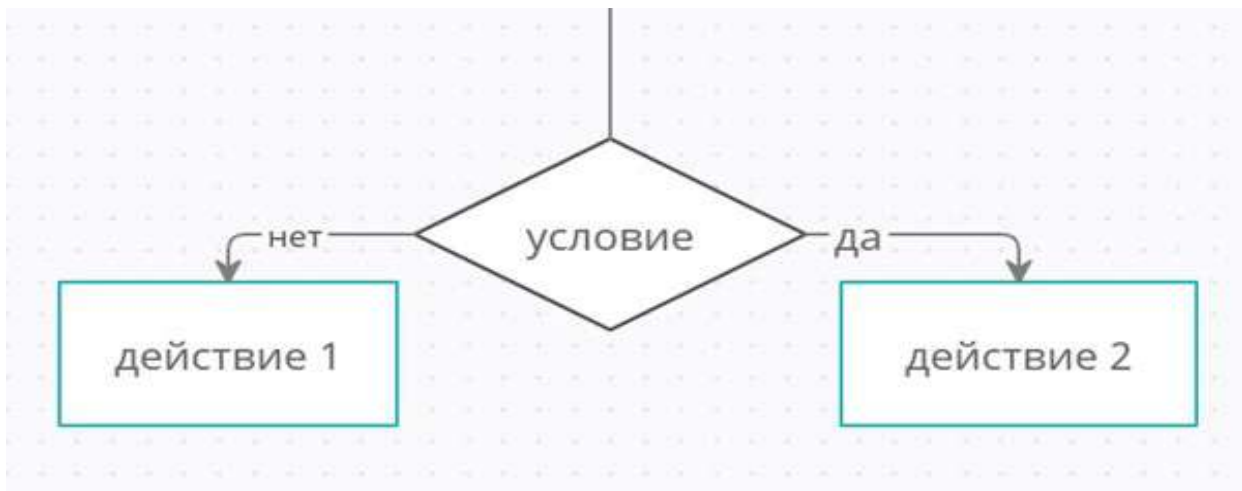 нет
условие
да
действие 1
действие 2